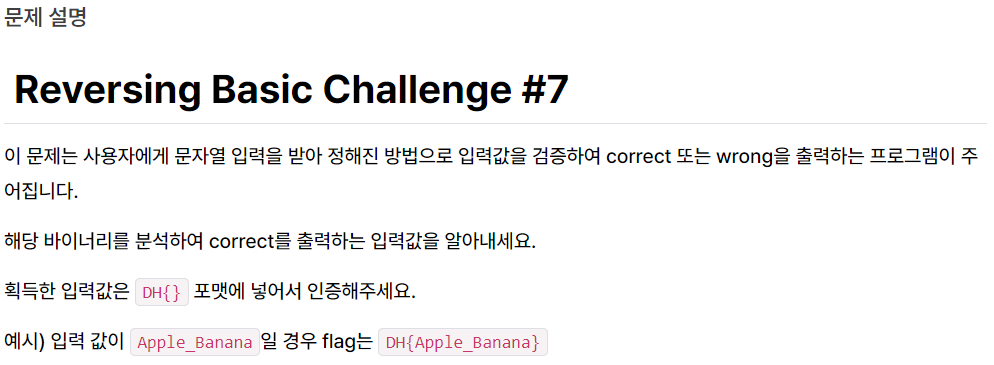 문제 설명
Reversing Basic Challenge #7
이 문제는 사용자에게 문자열 입력을 받아 정해진 방법으로 입력값을 검증하여 correct 또는 wrong을 출력하는 프로그램이 주
어집니다.
해당 바이너리를 분석하여 correct를 출력하는 입력값을 알아내세요.
획득한 입력값은 DH{} 포맷에 넣어서 인증해주세요.
예시) 입력 값이 Apple_Banana일 경우 flag는 DH{Apple_Banana}